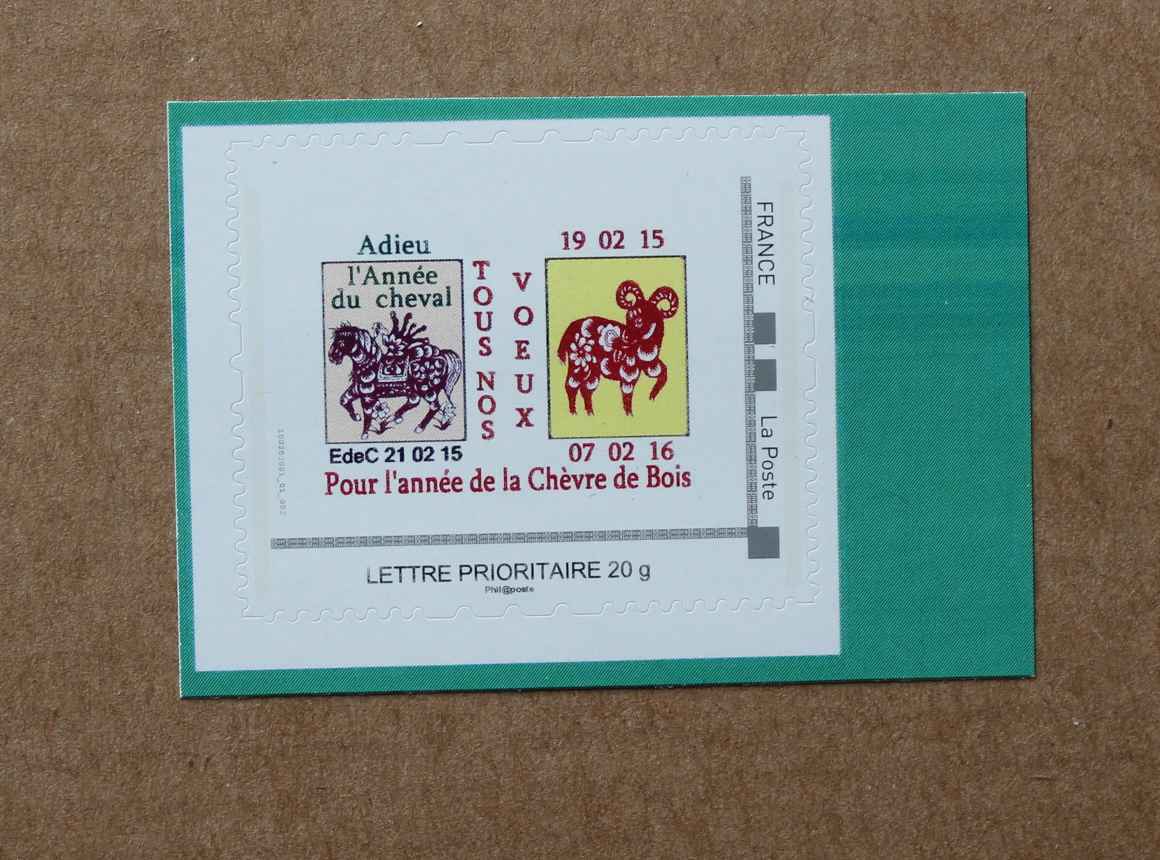 Adieu
l'Année
du cheval
EdeC 21 02 15
TOUS NOS
VOEUX
19 02 15
07 02 16
Pour l'année de la Chèvre de Bois
FRANCE
La Poste
LETTRE PRIORITAIRE 20 g
Phil@poste